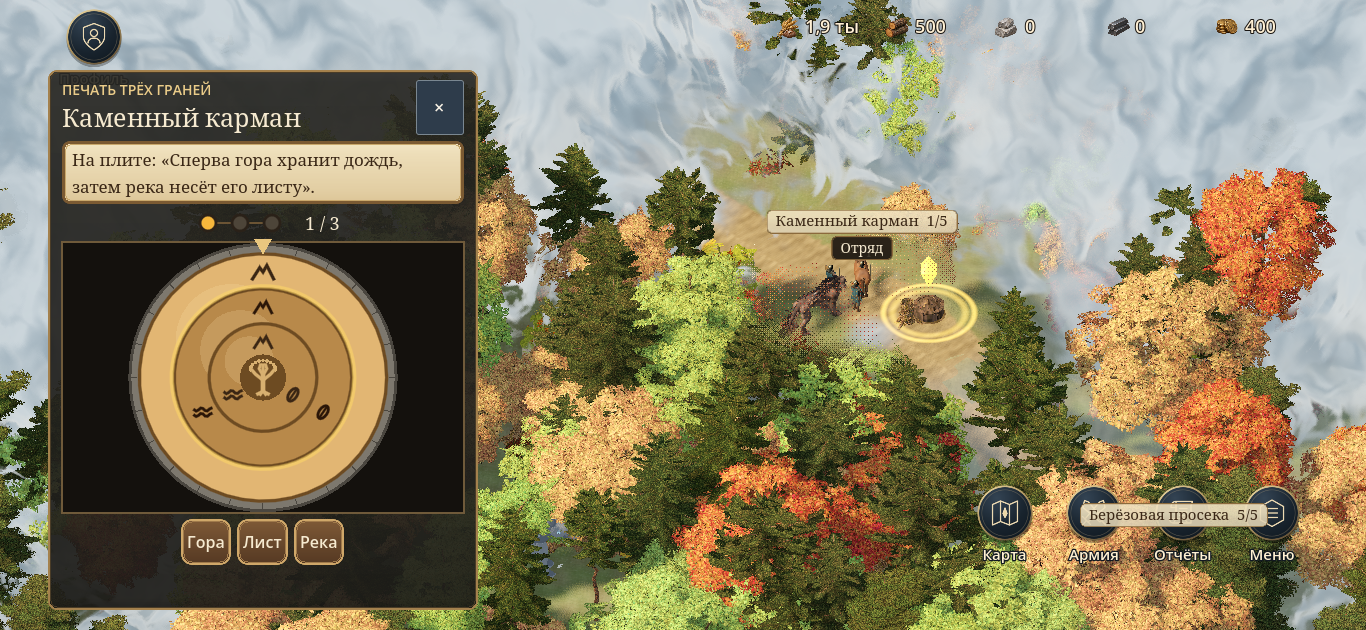 1,9 ты
500
0
0
400
ПЕЧАТЬ ТРЁХ ГРАНЕЙ
Каменный карман
×
На плите: «Сперва гора хранит дождь,
затем река несёт его листу».
1 / 3
Каменный карман 1/5
Отряд
Гора
Лист
Река
Берёзовая просека 5/5
Карта
Армия
Отчёты
Меню